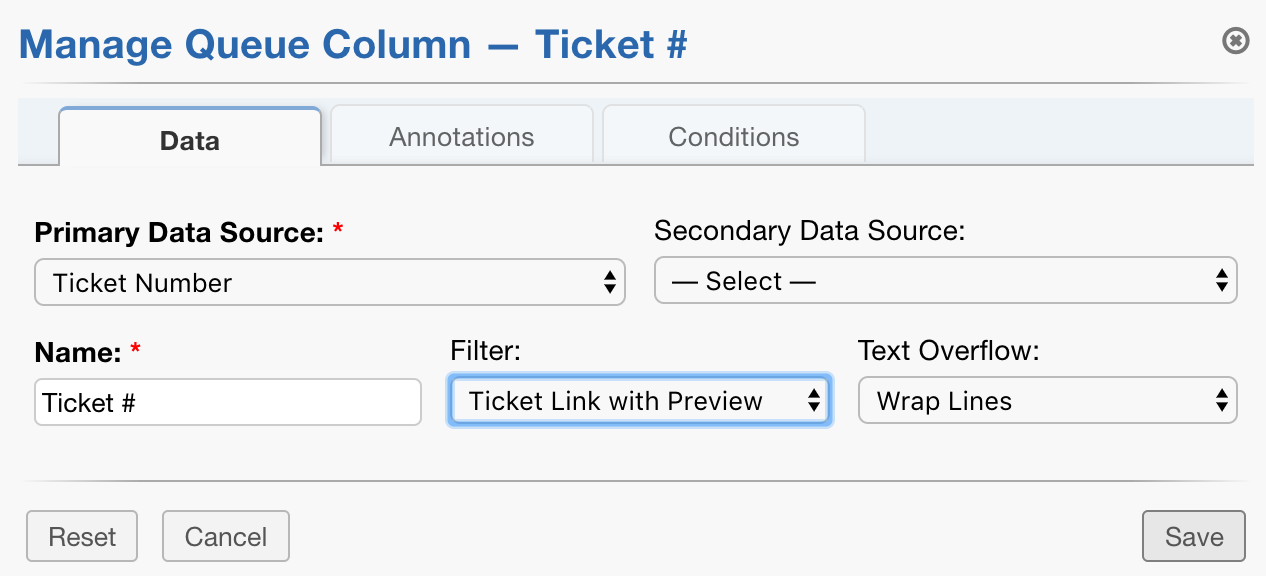 Manage Queue Column — Ticket #
Data
Annotations
Conditions
Primary Data Source: *
Secondary Data Source:
Ticket Number
— Select —
Name: *
Filter:
Text Overflow:
Ticket #
Ticket Link with Preview
Wrap Lines
Reset
Cancel
Save